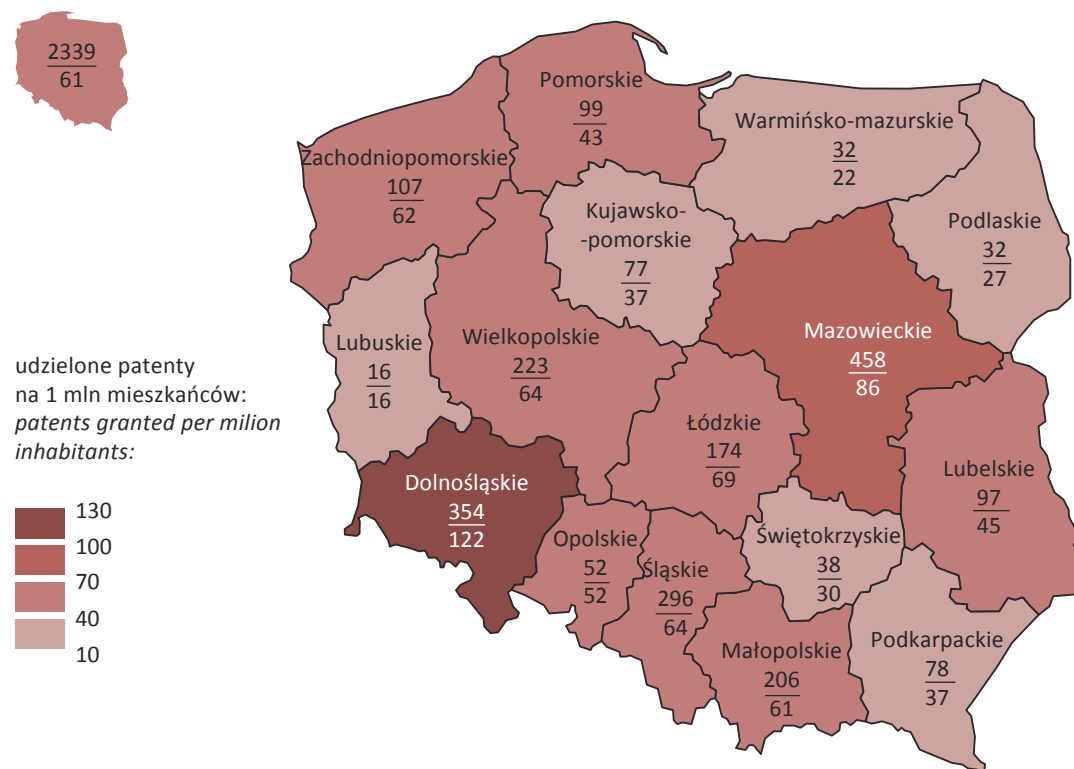 2339
61
Pomorskie
99
43
Warmińsko-mazurskie
32
22
Zachodniopomorskie
107
62
Kujawsko-
-pomorskie
77
37
Podlaskie
32
27
Mazowieckie
458
86
Wielkopolskie
223
64
Lubuskie
16
16
udzielone patenty
na 1 mln mieszkańców:
patents granted per milion
inhabitants:
130
100
70
40
10
Łódzkie
174
69
Lubelskie
97
45
Dolnośląskie
354
122
Opolskie
52
52
Śląskie
296
64
Świętokrzyskie
38
30
Małopolskie
206
61
Podkarpackie
78
37